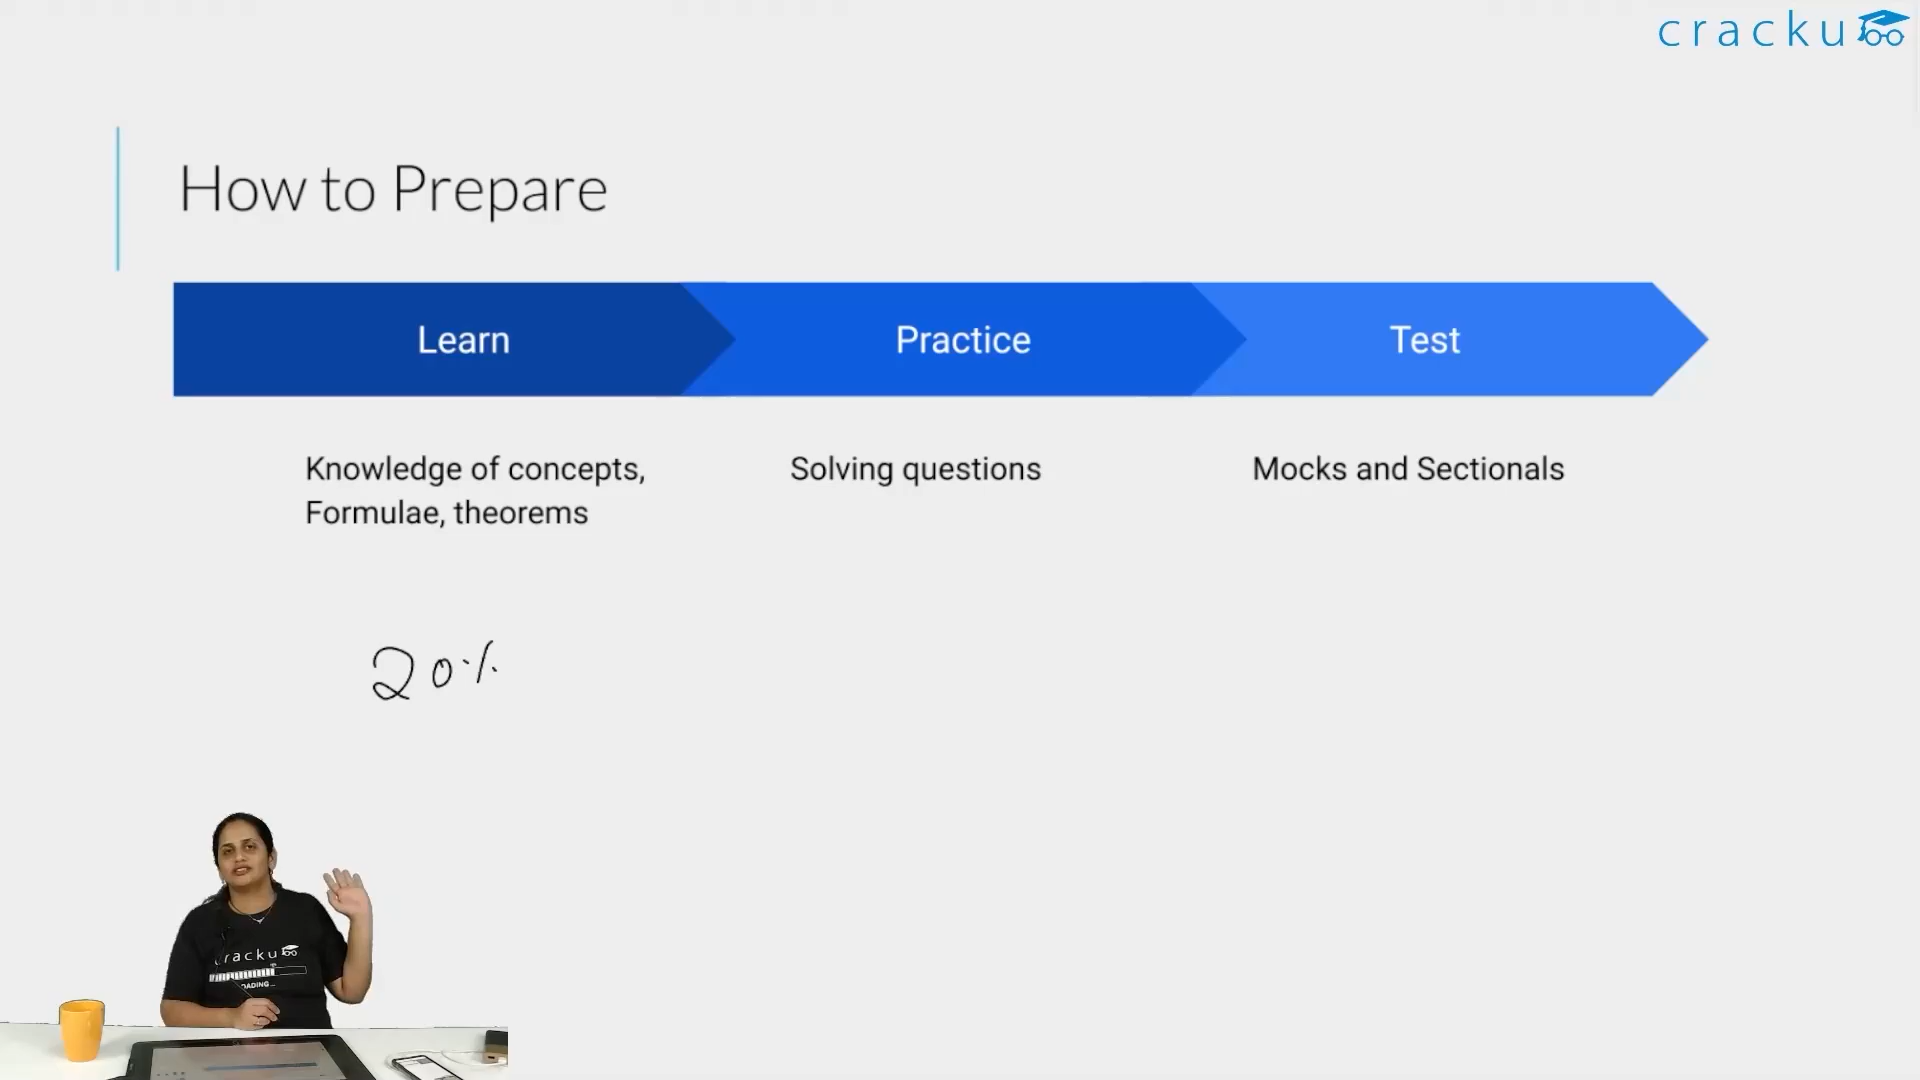 cracku
How to Prepare
Learn
Practice
Test
Knowledge of concepts,
Formulae, theorems
Solving questions
Mocks and Sectionals
20%
cracku